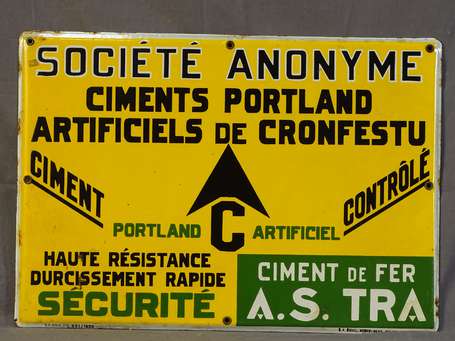 SOCIÉTÉ ANONYME
CIMENTS PORTLAND
ARTIFICIELS DE CRONFESTU
CIMENT
CONTRÔLÉ
PORTLAND C ARTIFICIEL
HAUTE RÉSISTANCE
DURCISSEMENT RAPIDE
SÉCURITÉ
CIMENT DE FER
A.S. TRA